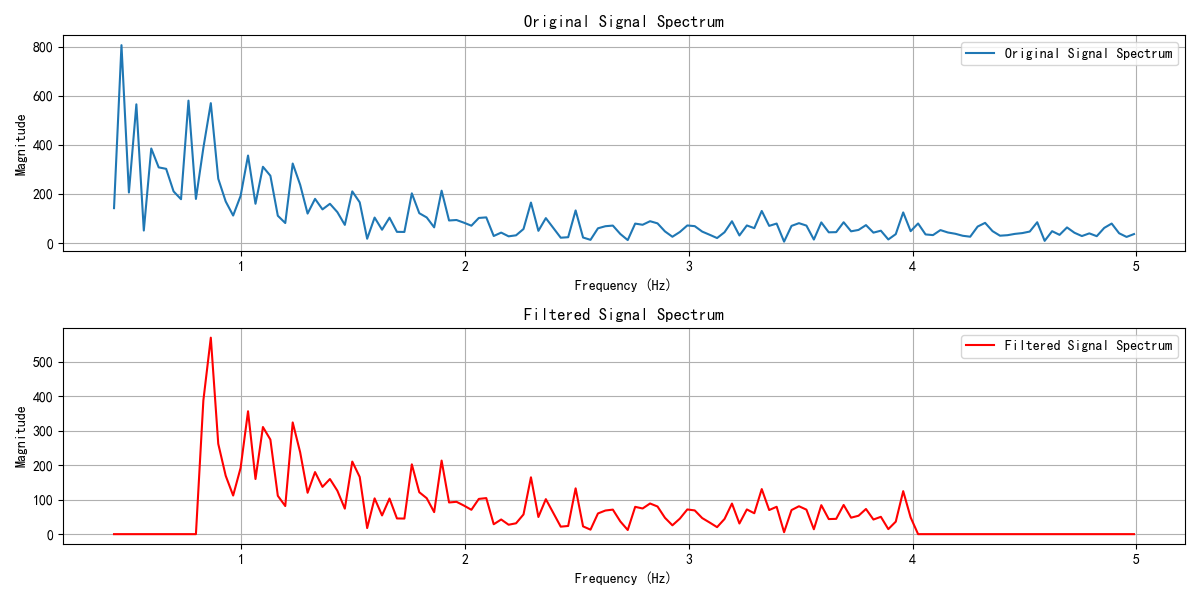 Original Signal Spectrum
Original Signal Spectrum
Magnitude
800
600
400
200
0
1
2
3
4
5
Frequency (Hz)
Filtered Signal Spectrum
Filtered Signal Spectrum
Magnitude
500
400
300
200
100
0
1
2
3
4
5
Frequency (Hz)